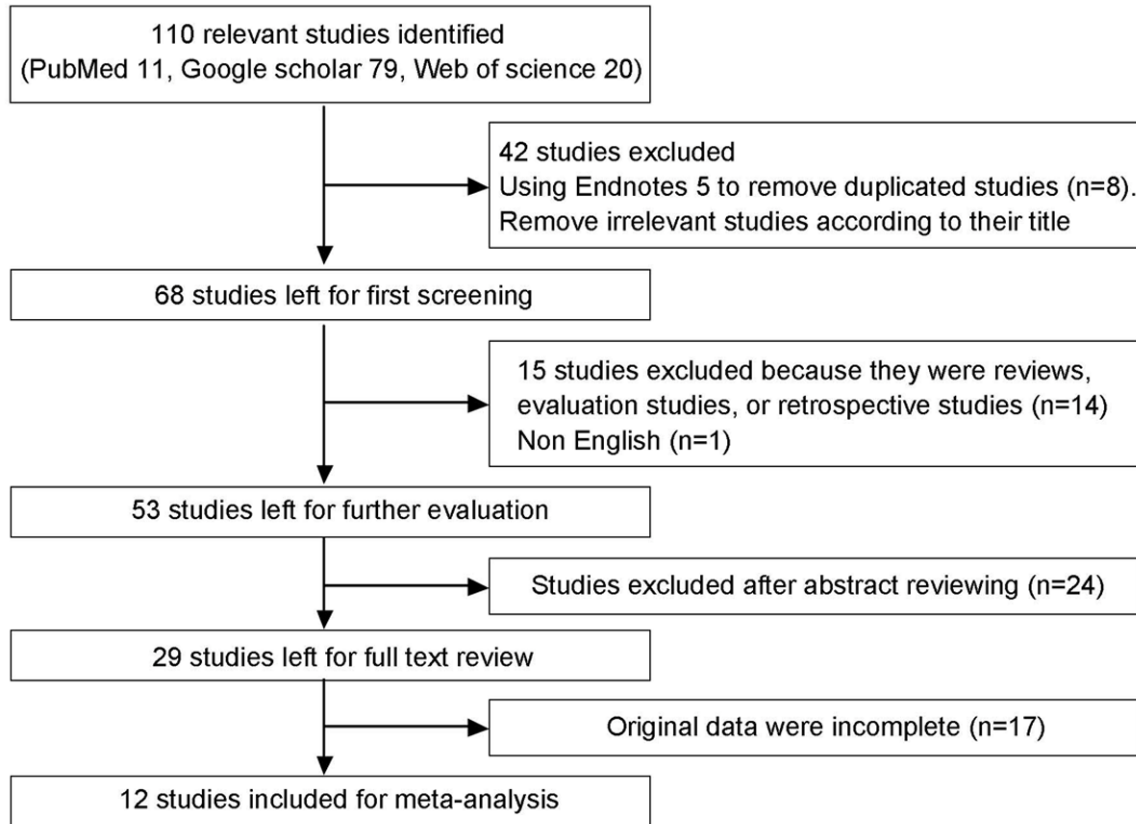 110 relevant studies identified
(PubMed 11, Google scholar 79, Web of science 20)
42 studies excluded
Using Endnotes 5 to remove duplicated studies (n=8).
Remove irrelevant studies according to their title
68 studies left for first screening
15 studies excluded because they were reviews,
evaluation studies, or retrospective studies (n=14)
Non English (n=1)
53 studies left for further evaluation
Studies excluded after abstract reviewing (n=24)
29 studies left for full text review
Original data were incomplete (n=17)
12 studies included for meta-analysis